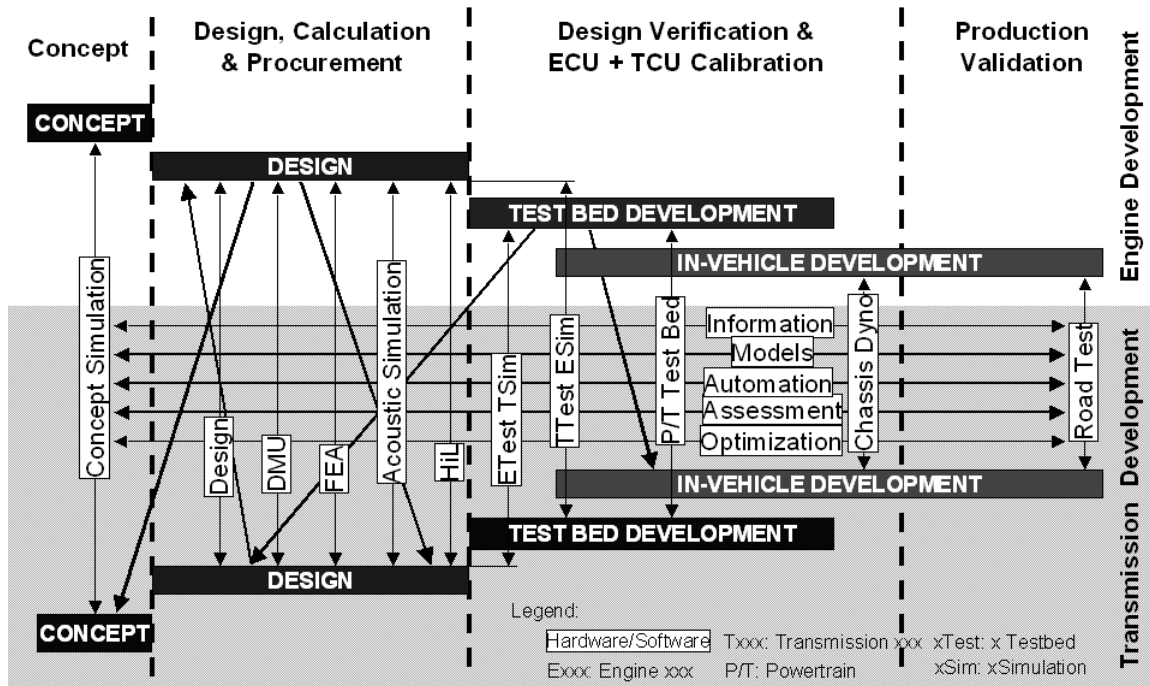 Concept
Design, Calculation
& Procurement
Design Verification &
ECU + TCU Calibration
Production
Validation
Engine Development
CONCEPT
DESIGN
TEST BED DEVELOPMENT
IN-VEHICLE DEVELOPMENT
Concept Simulation
Design
DMU
FEA
Acoustic Simulation
HiL
ETest TSim
TTest ESim
P/T Test Bed
Information
Models
Automation
Assessment
Optimization
Chassis Dyno
Road Test
Transmission Development
IN-VEHICLE DEVELOPMENT
TEST BED DEVELOPMENT
DESIGN
CONCEPT
Legend:
Hardware/Software
Txxx: Transmission xxx
xTest: x Testbed
Exxx: Engine xxx
P/T: Powertrain
xSim: xSimulation